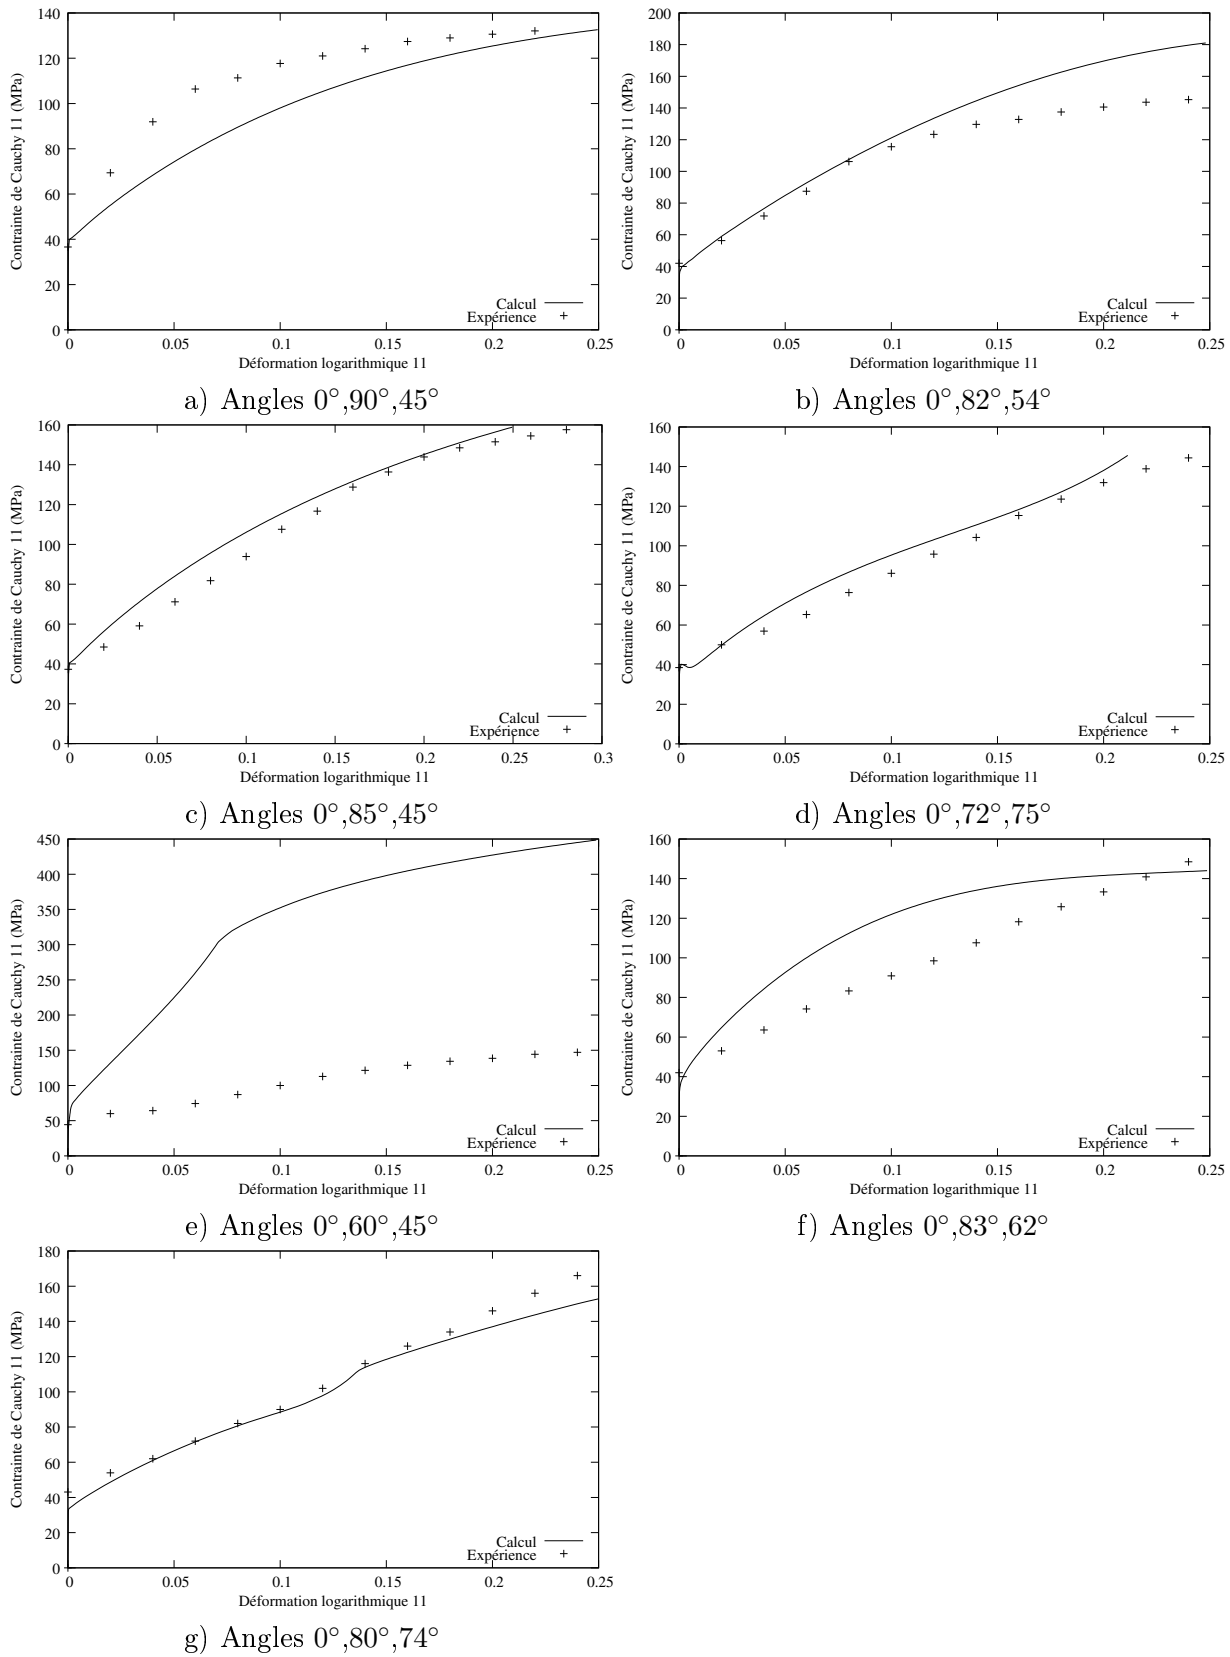 140
120
100
80
60
40
20
0
0 0.05 0.1 0.15 0.2 0.25
Contrainte de Cauchy 11 (MPa)
Déformation logarithmique 11
Calcul
Expérience
a) Angles 0°,90°,45°
200
180
160
140
120
100
80
60
40
20
0
0 0.05 0.1 0.15 0.2 0.25
Contrainte de Cauchy 11 (MPa)
Déformation logarithmique 11
Calcul
Expérience
b) Angles 0°,82°,54°
160
140
120
100
80
60
40
20
0
0 0.05 0.1 0.15 0.2 0.25 0.3
Contrainte de Cauchy 11 (MPa)
Déformation logarithmique 11
Calcul
Expérience
c) Angles 0°,85°,45°
160
140
120
100
80
60
40
20
0
0 0.05 0.1 0.15 0.2 0.25
Contrainte de Cauchy 11 (MPa)
Déformation logarithmique 11
Calcul
Expérience
d) Angles 0°,72°,75°
450
400
350
300
250
200
150
100
50
0
0 0.05 0.1 0.15 0.2 0.25
Contrainte de Cauchy 11 (MPa)
Déformation logarithmique 11
Calcul
Expérience
e) Angles 0°,60°,45°
160
140
120
100
80
60
40
20
0
0 0.05 0.1 0.15 0.2 0.25
Contrainte de Cauchy 11 (MPa)
Déformation logarithmique 11
Calcul
Expérience
f) Angles 0°,83°,62°
180
160
140
120
100
80
60
40
20
0
0 0.05 0.1 0.15 0.2 0.25
Contrainte de Cauchy 11 (MPa)
Déformation logarithmique 11
Calcul
Expérience
g) Angles 0°,80°,74°